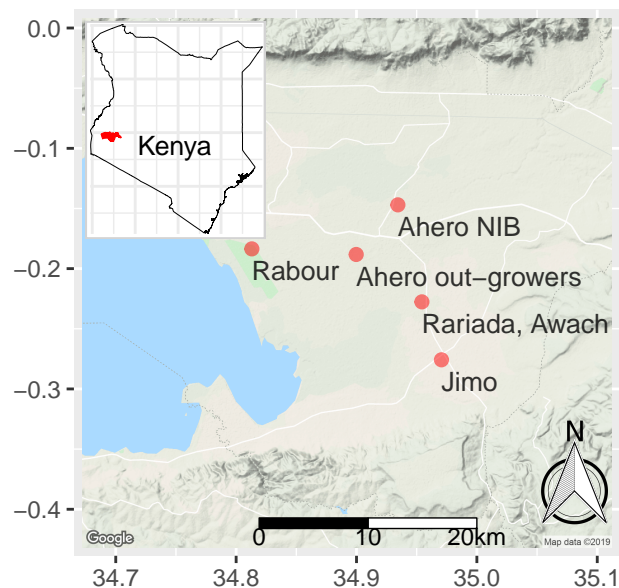 0.0
−0.1
−0.2
−0.3
−0.4
Kenya
Ahero NIB
Rabour
Ahero out−growers
Rariada, Awach
Jimo
N
0
10
20km
Google
Map data ©2019
34.7
34.8
34.9
35.0
35.1